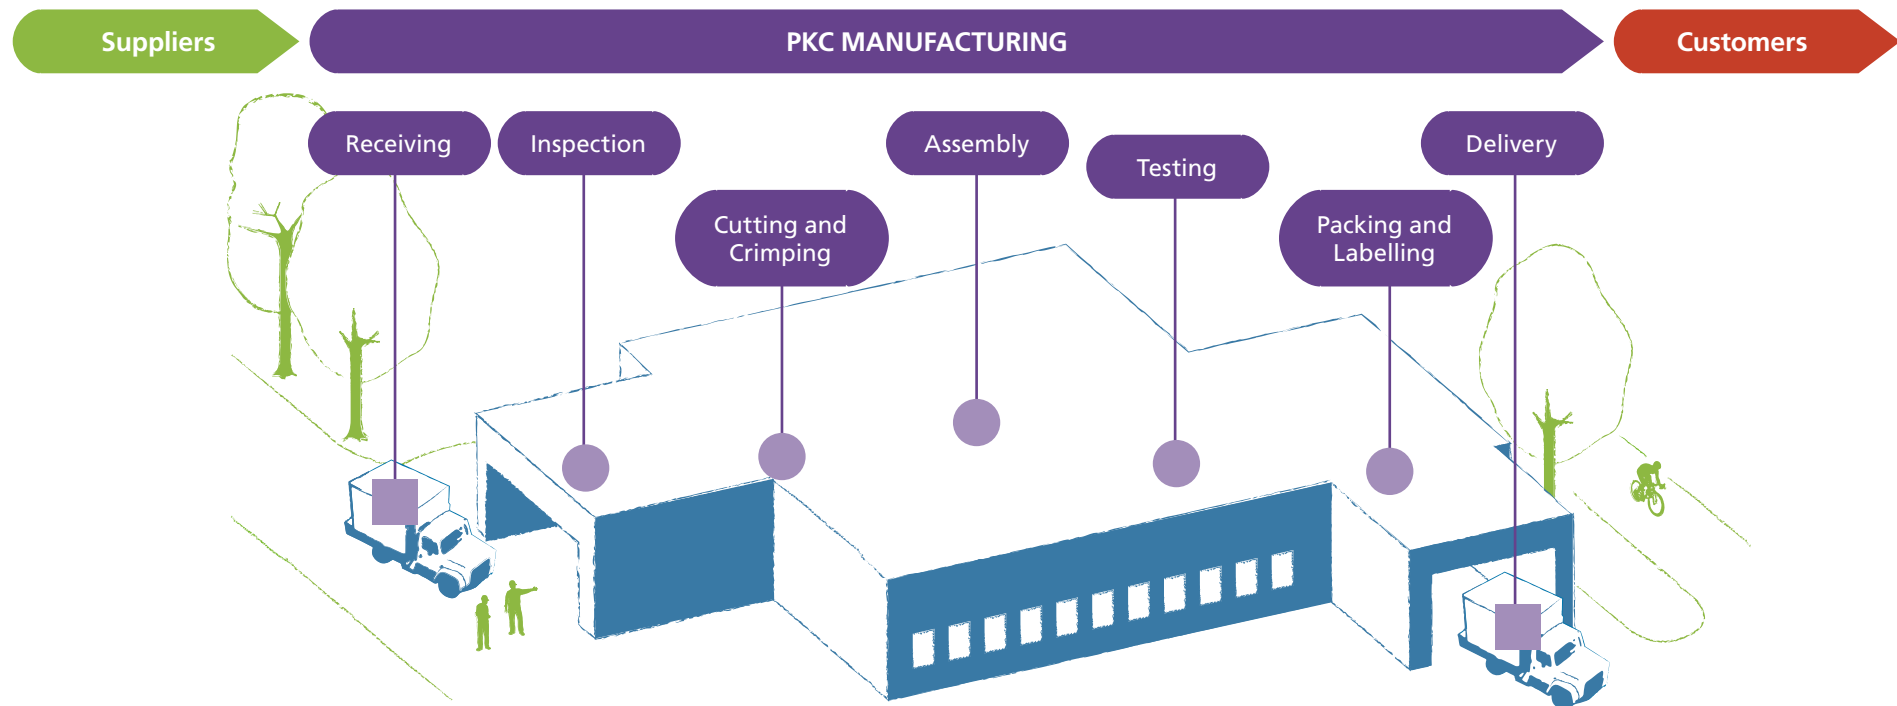 Suppliers
PKC MANUFACTURING
Customers
Receiving
Inspection
Cutting and
Crimping
Assembly
Testing
Packing and
Labelling
Delivery